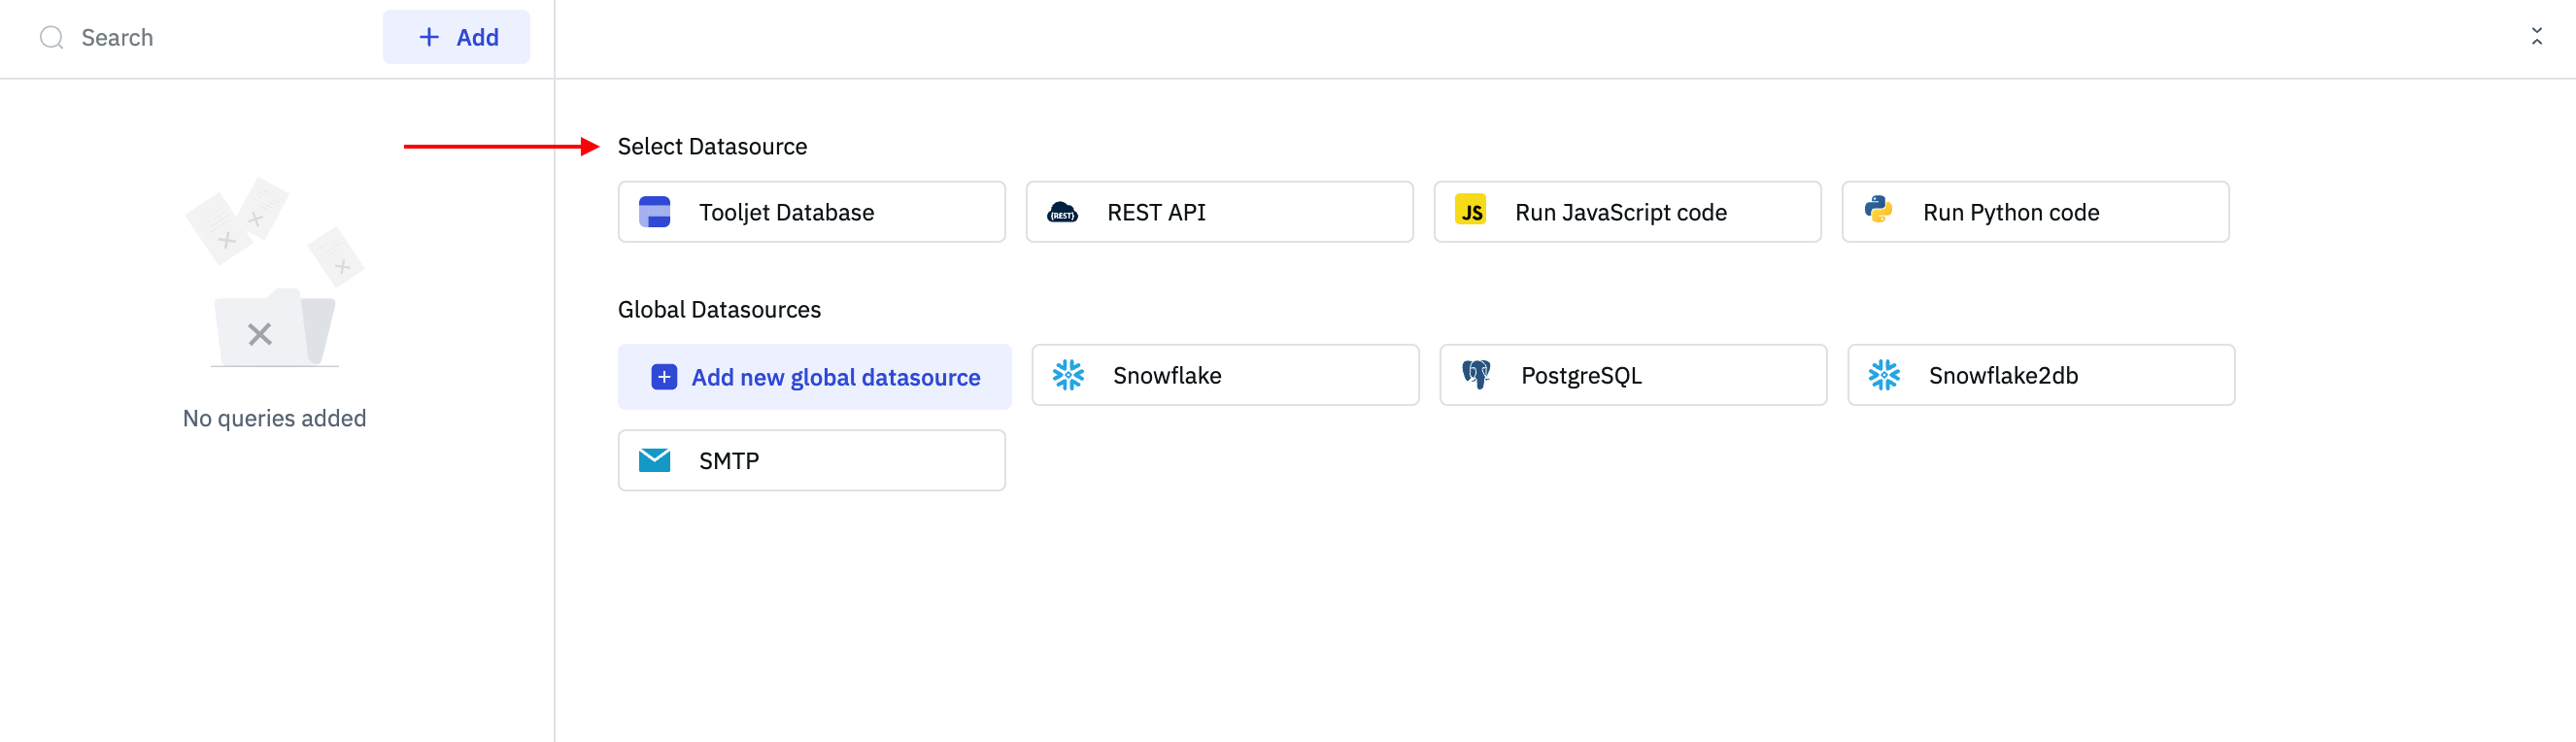 Search
+ Add
Select Datasource
Tooljet Database
{REST} REST API
JS Run JavaScript code
Run Python code
Global Datasources
Add new global datasource
Snowflake
PostgreSQL
Snowflake2db
SMTP
No queries added